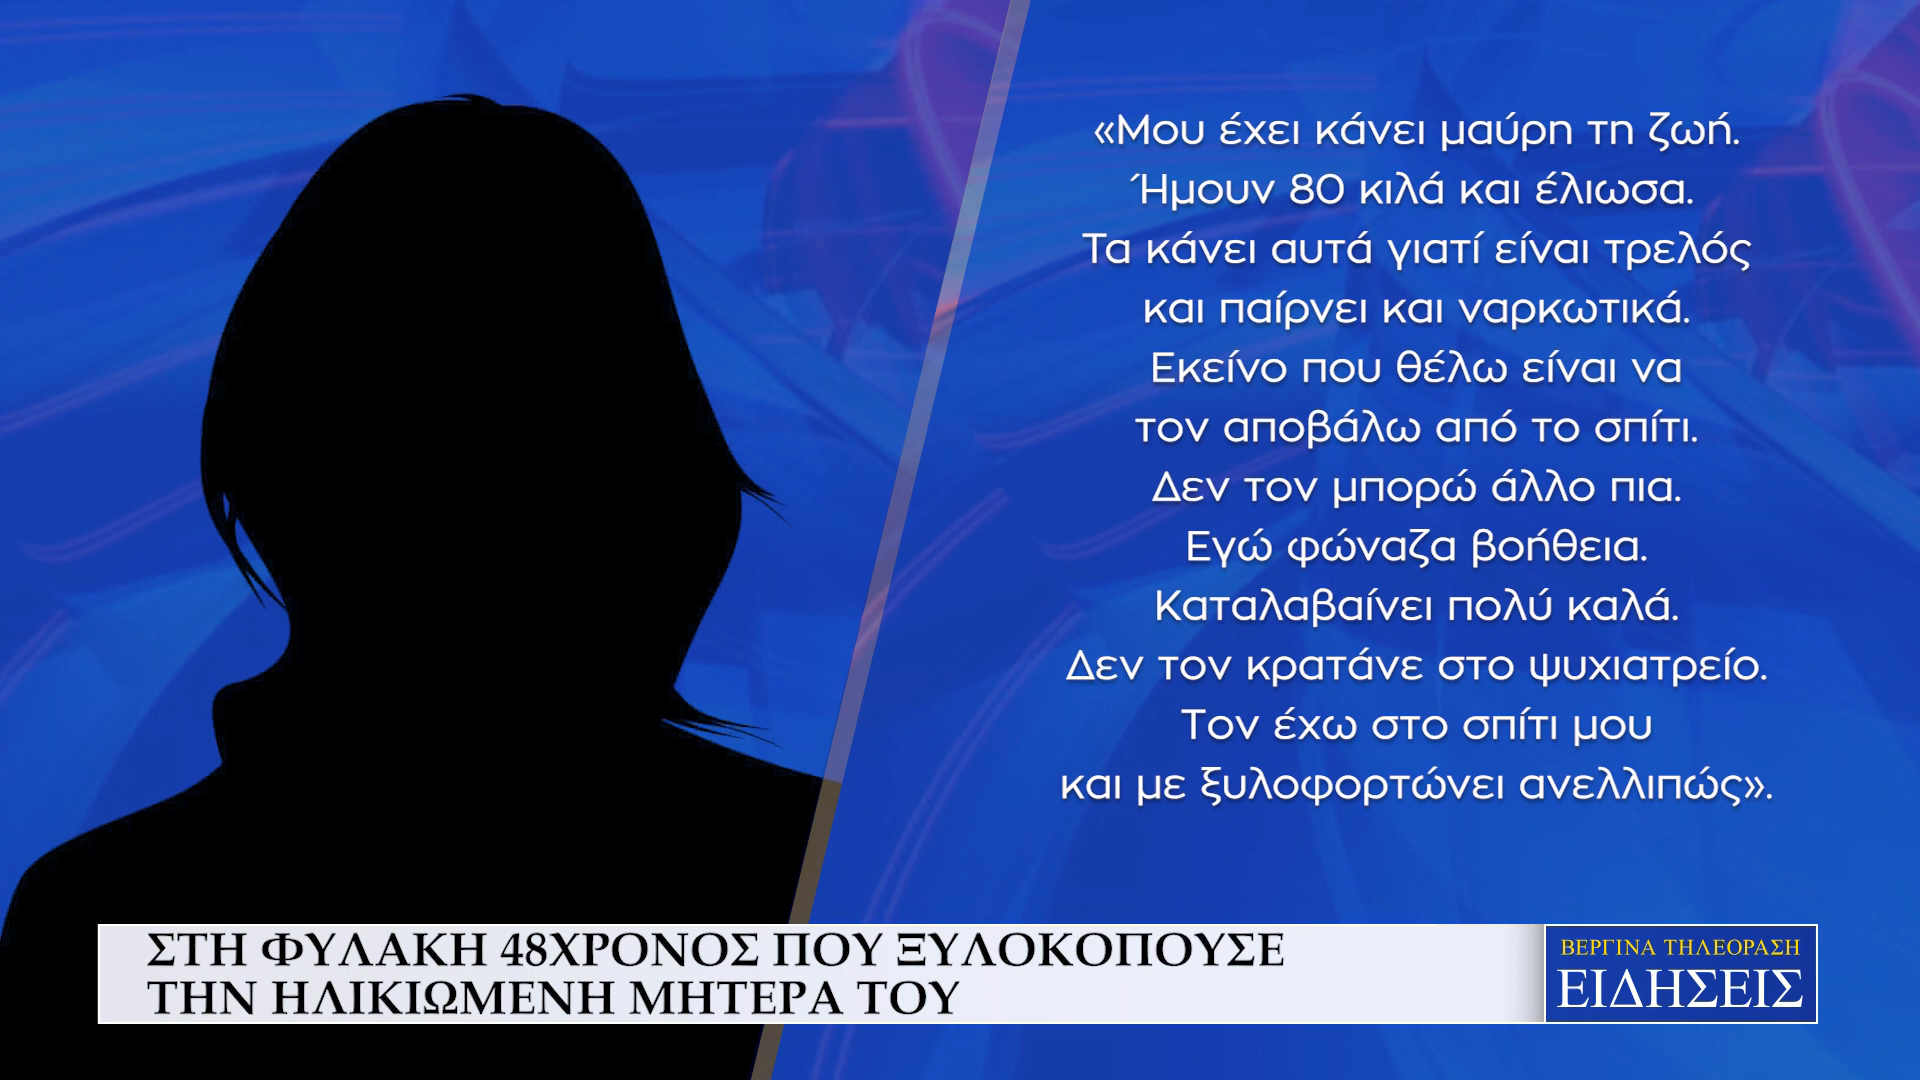 «Μου έχει κάνει μαύρη τη ζωή.
Ήμουν 80 κιλά και έλιωσα.
Τα κάνει αυτά γιατί είναι τρελός
και παίρνει και ναρκωτικά.
Εκείνο που θέλω είναι να
τον αποβάλω από το σπίτι.
Δεν τον μπορώ άλλο πια.
Εγώ φώναζα βοήθεια.
Καταλαβαίνει πολύ καλά.
Δεν τον κρατάνε στο ψυχιατρείο.
Τον έχω στο σπίτι μου
και με ξυλοφορτώνει ανελλιπώς».
ΣΤΗ ΦΥΛΑΚΗ 48ΧΡΟΝΟΣ ΠΟΥ ΞΥΛΟΚΟΠΟΥΣΕ
ΤΗΝ ΗΛΙΚΙΩΜΕΝΗ ΜΗΤΕΡΑ ΤΟΥ
ΒΕΡΓΙΝΑ ΤΗΛΕΟΡΑΣΗ
ΕΙΔΗΣΕΙΣ